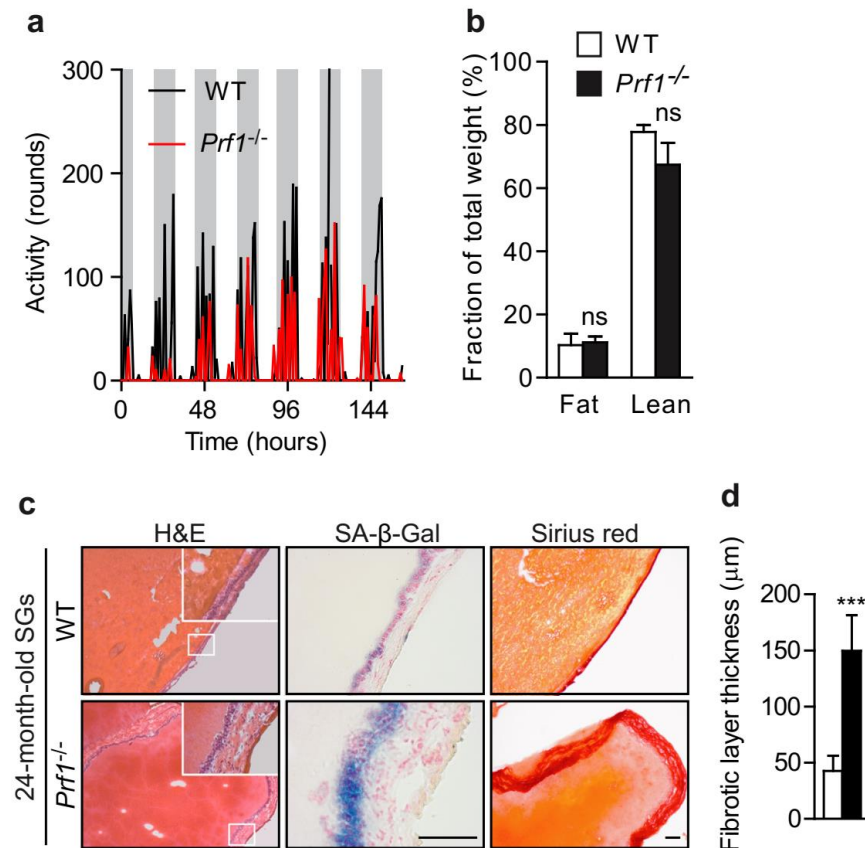 a
300
200
100
0
Activity (rounds)
WT
Prf1-/-
0 48 96 144
Time (hours)
b
WT
Prf1-/-
100
80
60
40
20
0
Fraction of total weight (%)
ns
ns
Fat Lean
c
H&E SA-β-Gal Sirius red
24-month-old SGs
WT
Prf1-/-
d
Fibrotic layer thickness (μm)
200
150
100
50
0
***